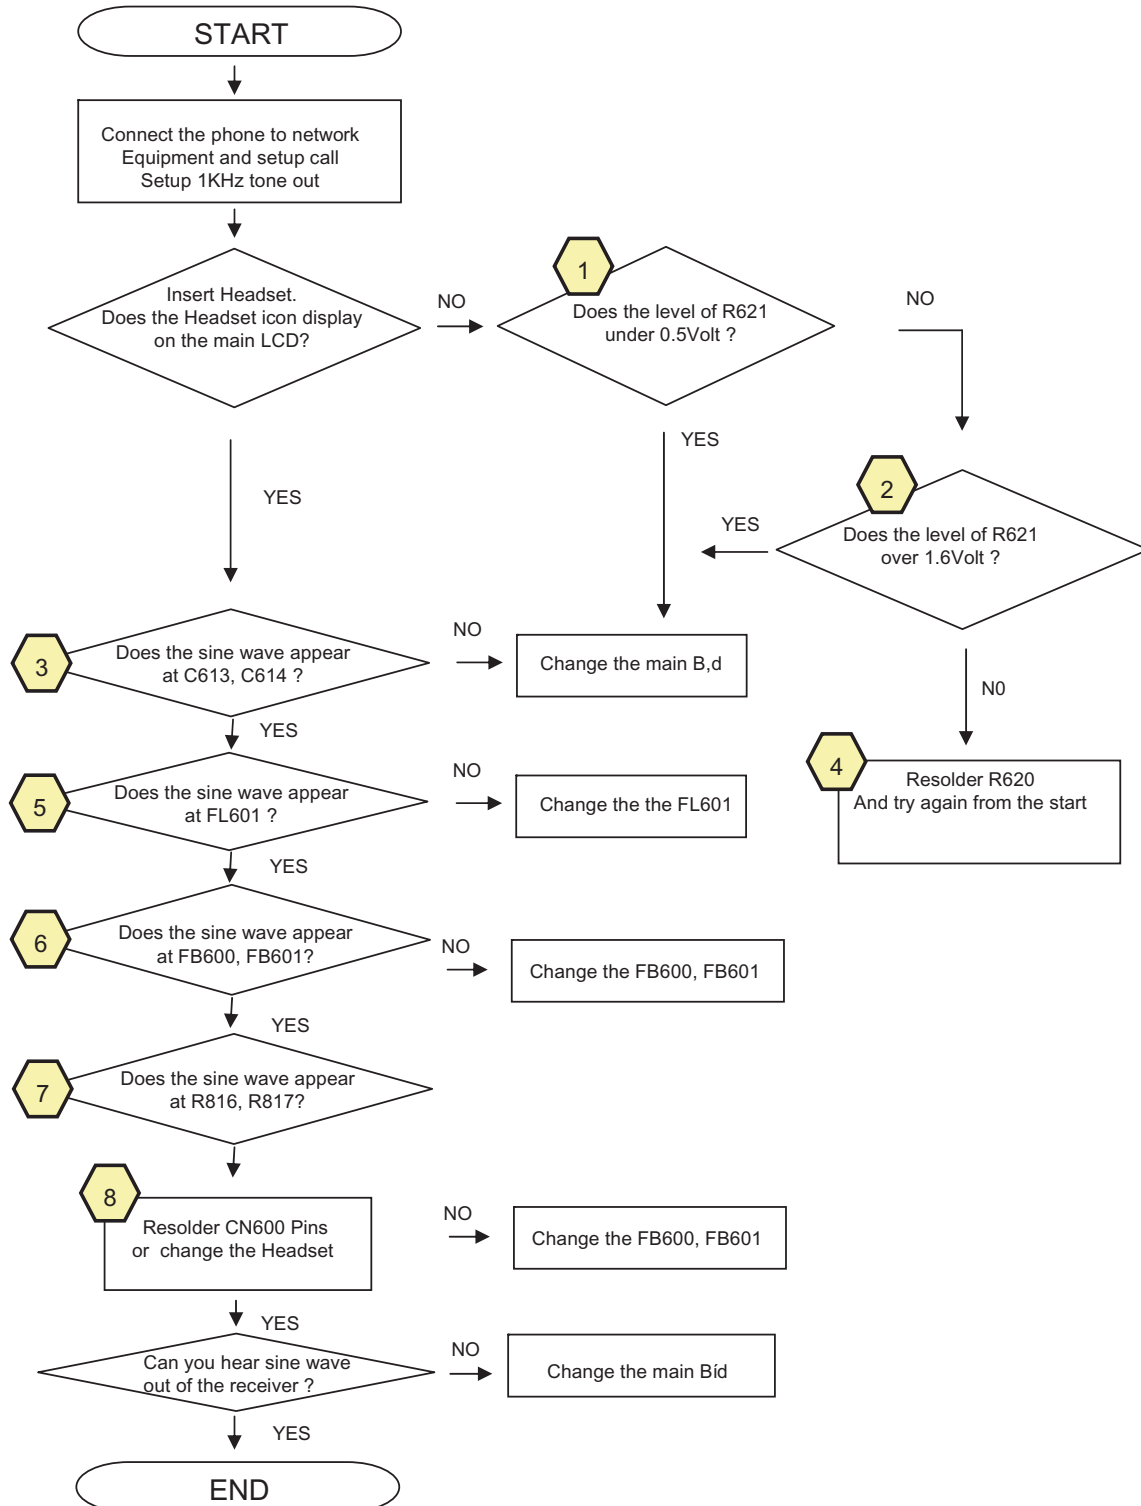 START
Connect the phone to network
Equipment and setup call
Setup 1KHz tone out
Insert Headset.
Does the Headset icon display
on the main LCD?
NO
1
Does the level of R621
under 0.5Volt ?
NO
YES
YES
2
Does the level of R621
over 1.6Volt ?
YES
N0
3
Does the sine wave appear
at C613, C614 ?
NO
Change the main B,d
YES
4
Resolder R620
And try again from the start
5
Does the sine wave appear
at FL601 ?
NO
Change the the FL601
YES
6
Does the sine wave appear
at FB600, FB601?
NO
Change the FB600, FB601
YES
7
Does the sine wave appear
at R816, R817?
8
Resolder CN600 Pins
or change the Headset
NO
Change the FB600, FB601
YES
Can you hear sine wave
out of the receiver ?
NO
Change the main Bíd
YES
END